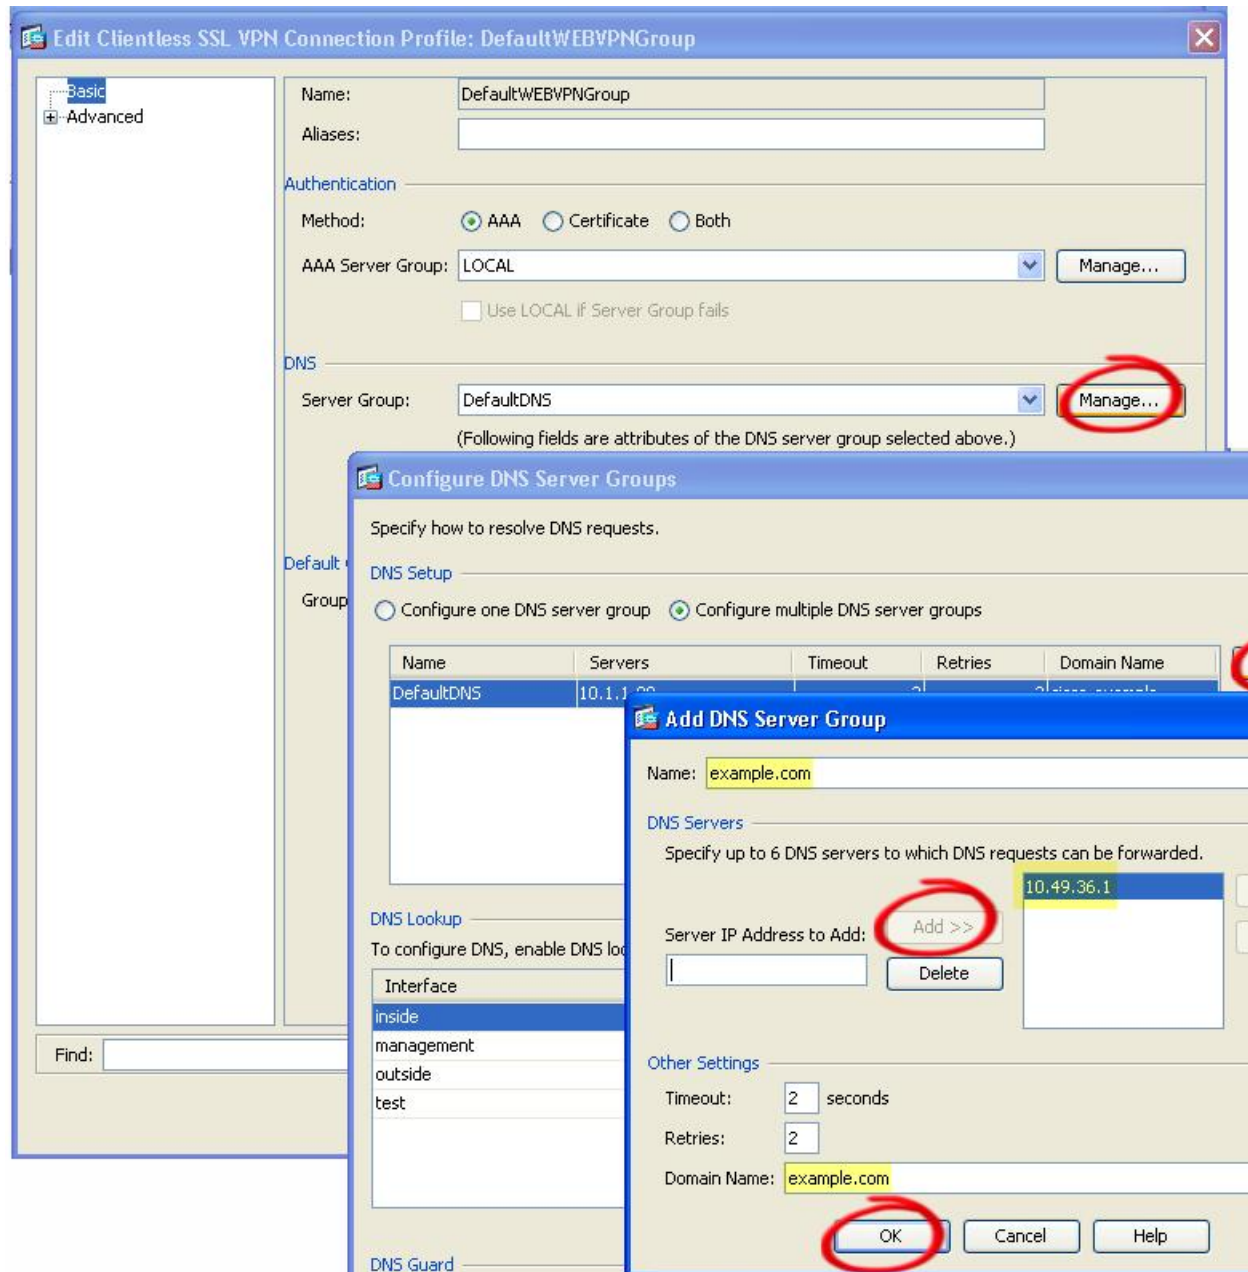 Edit Clientless SSL VPN Connection Profile: DefaultWEBVPNGroup
Basic
Advanced
Name: DefaultWEBVPNGroup
Aliases:
Authentication
Method: AAA Certificate Both
AAA Server Group: LOCAL Manage...
Use LOCAL if Server Group fails
DNS
Server Group: DefaultDNS Manage...
(Following fields are attributes of the DNS server group selected above.)
Default
Group
Find:
Configure DNS Server Groups
Specify how to resolve DNS requests.
DNS Setup
Configure one DNS server group Configure multiple DNS server groups
Name Servers Timeout Retries Domain Name
DefaultDNS
DNS Lookup
To configure DNS, enable DNS
Interface
inside
management
outside
test
DNS Guard
Add DNS Server Group
Name: example.com
DNS Servers
Specify up to 6 DNS servers to which DNS requests can be forwarded.
10.49.36.1
Server IP Address to Add: Add >>
Delete
Other Settings
Timeout: 2 seconds
Retries: 2
Domain Name: example.com
OK Cancel Help